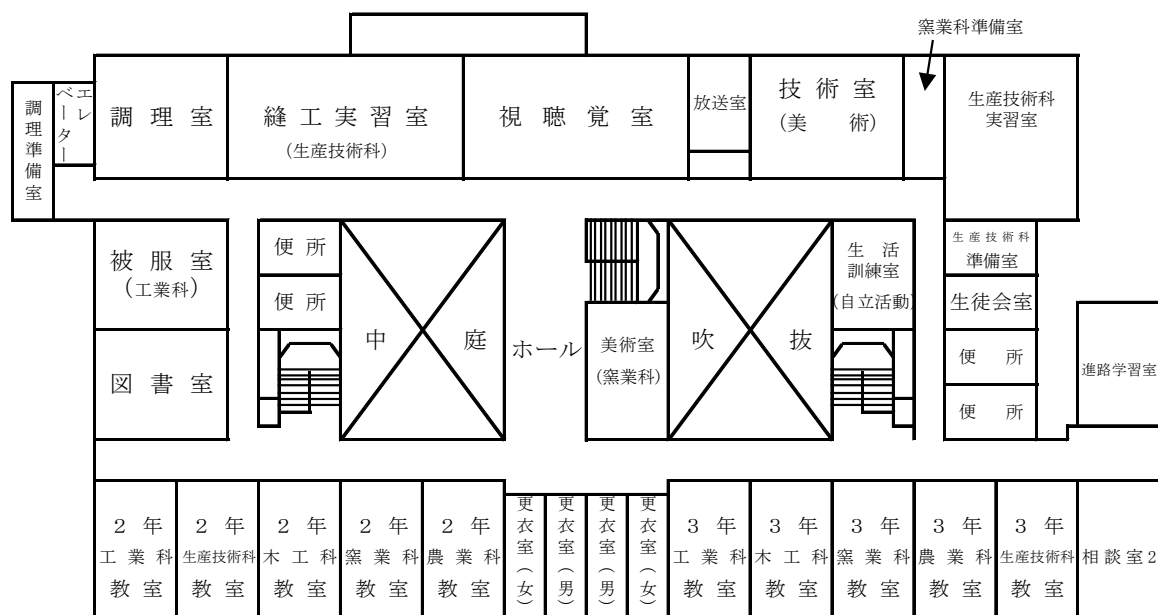 窯業科準備室
調理準備室
エレベーター
調理室
縫工実習室
(生産技術科)
視聴覚室
放送室
技術室
(美術)
生産技術科
実習室
被服室
(工業科)
便所
便所
中庭
ホール
美術室
(窯業科)
吹抜
生活
訓練室
(自立活動)
生産技術科
準備室
生徒会室
便所
便所
図書室
進路学習室
2年
工業科
教室
2年
生産技術科
教室
2年
木工科
教室
2年
窯業科
教室
2年
農業科
教室
更衣室(女)
更衣室(男)
更衣室(男)
更衣室(女)
3年
工業科
教室
3年
木工科
教室
3年
窯業科
教室
3年
農業科
教室
3年
生産技術科
教室
相談室2